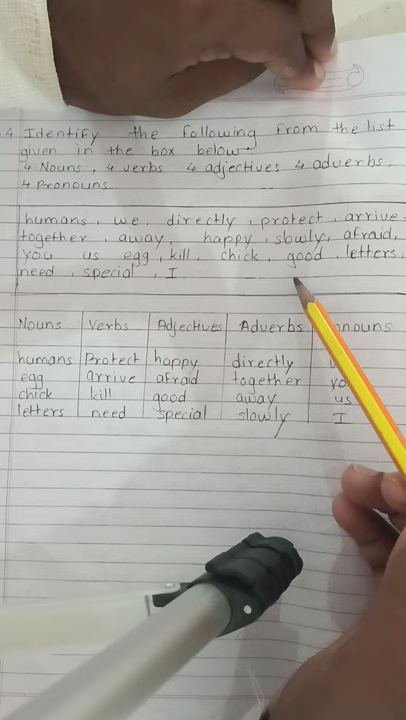 4 Identify the following from the list
given in the box below
4 Nouns, 4 verbs 4 adjectives 4 adverbs,
4 Pronouns
humans, we, directly, protect, arrive
together, away, happy, slowly, afraid,
you us egg, kill, chick, good, letters,
need, special, I
Nouns Verbs Adjectives Adverbs
humans Protect happy directly
egg arrive afraid together
chick kill good away us
letters need special slowly I